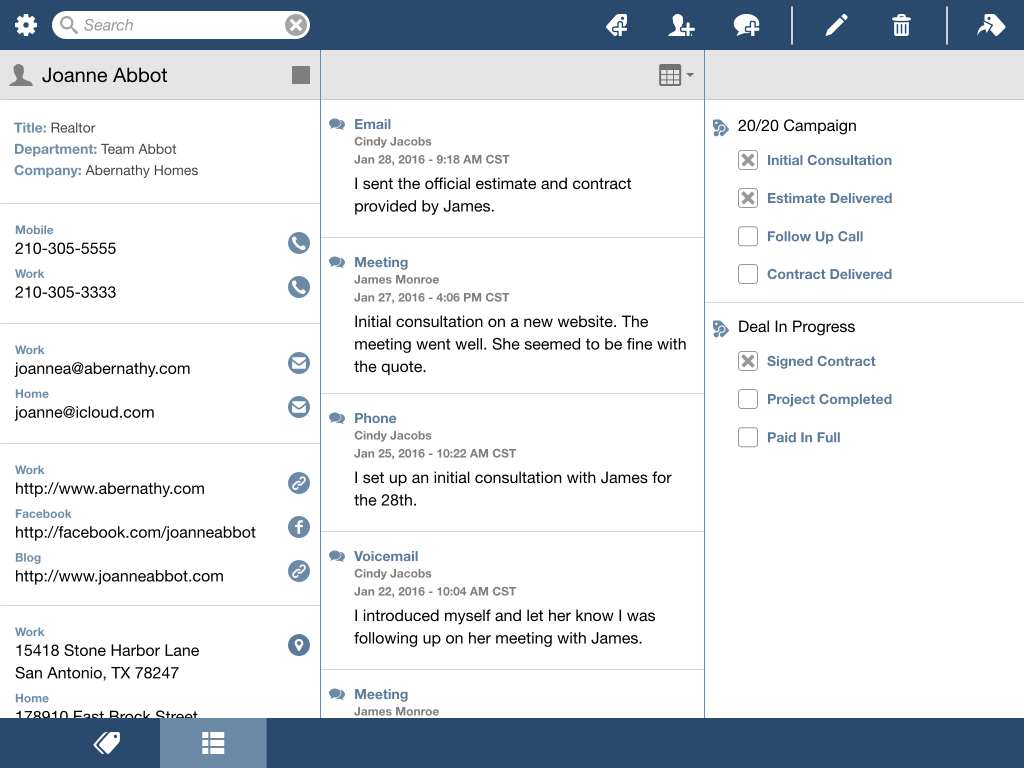 Search
Joanne Abbot
Title: Realtor
Department: Team Abbot
Company: Abernathy Homes
Mobile
210-305-5555
Work
210-305-3333
Work
joannea@abernathy.com
Home
joanne@icloud.com
Work
http://www.abernathy.com
Facebook
http://facebook.com/joanneabbot
Blog
http://www.joanneabbot.com
Work
15418 Stone Harbor Lane
San Antonio, TX 78247
Home
178910 East Brock Street
Email
Cindy Jacobs
Jan 28, 2016 - 9:18 AM CST
I sent the official estimate and contract
provided by James.
Meeting
James Monroe
Jan 27, 2016 - 4:06 PM CST
Initial consultation on a new website. The
meeting went well. She seemed to be fine with
the quote.
Phone
Cindy Jacobs
Jan 25, 2016 - 10:22 AM CST
I set up an initial consultation with James for
the 28th.
Voicemail
Cindy Jacobs
Jan 22, 2016 - 10:04 AM CST
I introduced myself and let her know I was
following up on her meeting with James.
Meeting
James Monroe
20/20 Campaign
Initial Consultation
Estimate Delivered
Follow Up Call
Contract Delivered
Deal In Progress
Signed Contract
Project Completed
Paid In Full